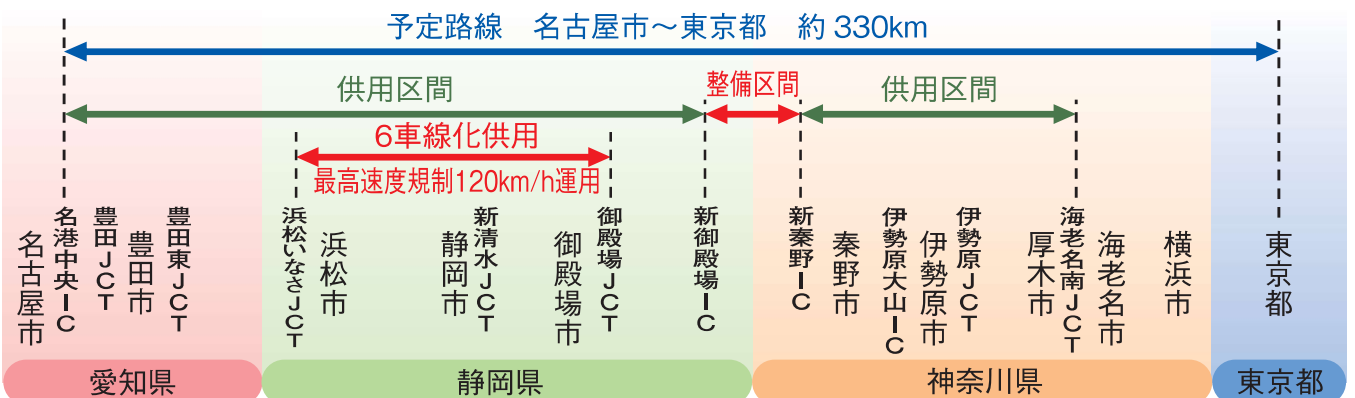 予定路線　名古屋市～東京都　約330km
供用区間
整備区間
供用区間
6車線化供用
最高速度規制120km/h運用
名古屋市
名港中央IC
豊田JCT
豊田市
豊田東JCT
浜松いなさJCT
浜松市
静岡市
新清水JCT
御殿場市
御殿場JCT
新御殿場IC
新秦野IC
秦野市
伊勢原大山IC
伊勢原市
伊勢原JCT
厚木市
海老名南JCT
海老名市
横浜市
東京都
愛知県
静岡県
神奈川県
東京都